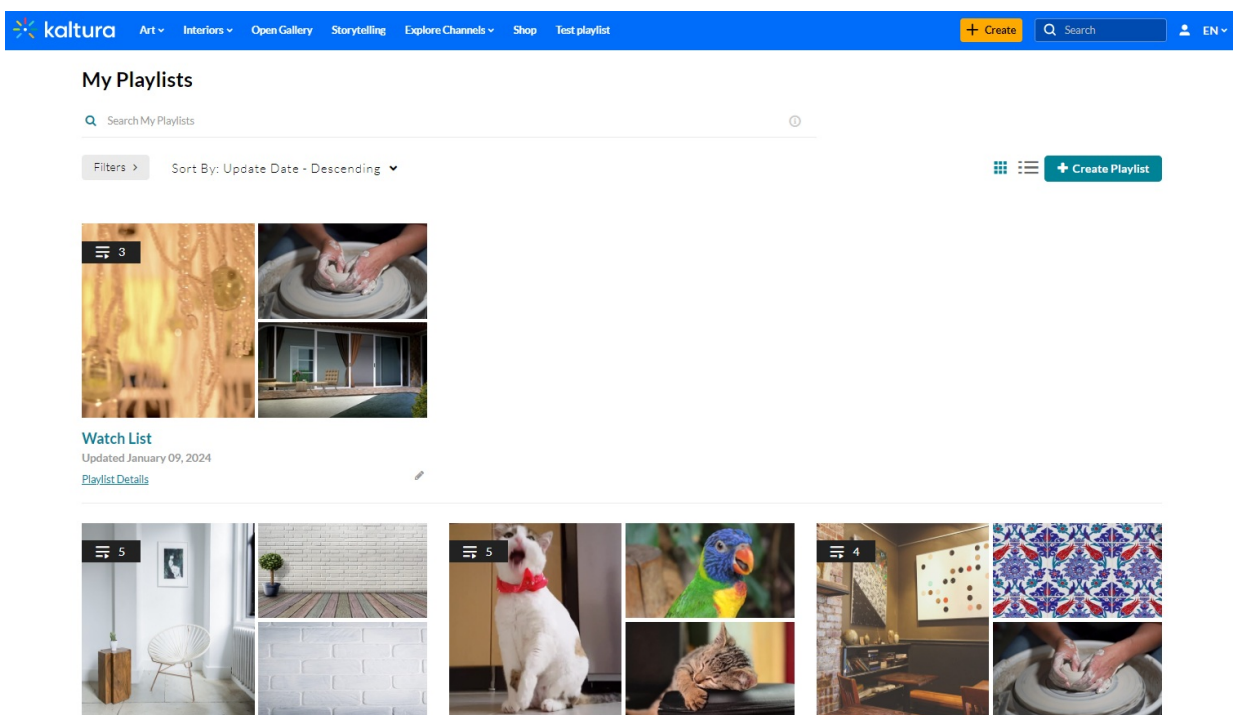 kaltura Art Interiors Open Gallery Storytelling Explore Channels Shop Test playlist + Create Search EN
My Playlists
Search My Playlists
Filters > Sort By: Update Date - Descending + Create Playlist
3
Watch List
Updated January 09, 2024
Playlist Details
5 5 4